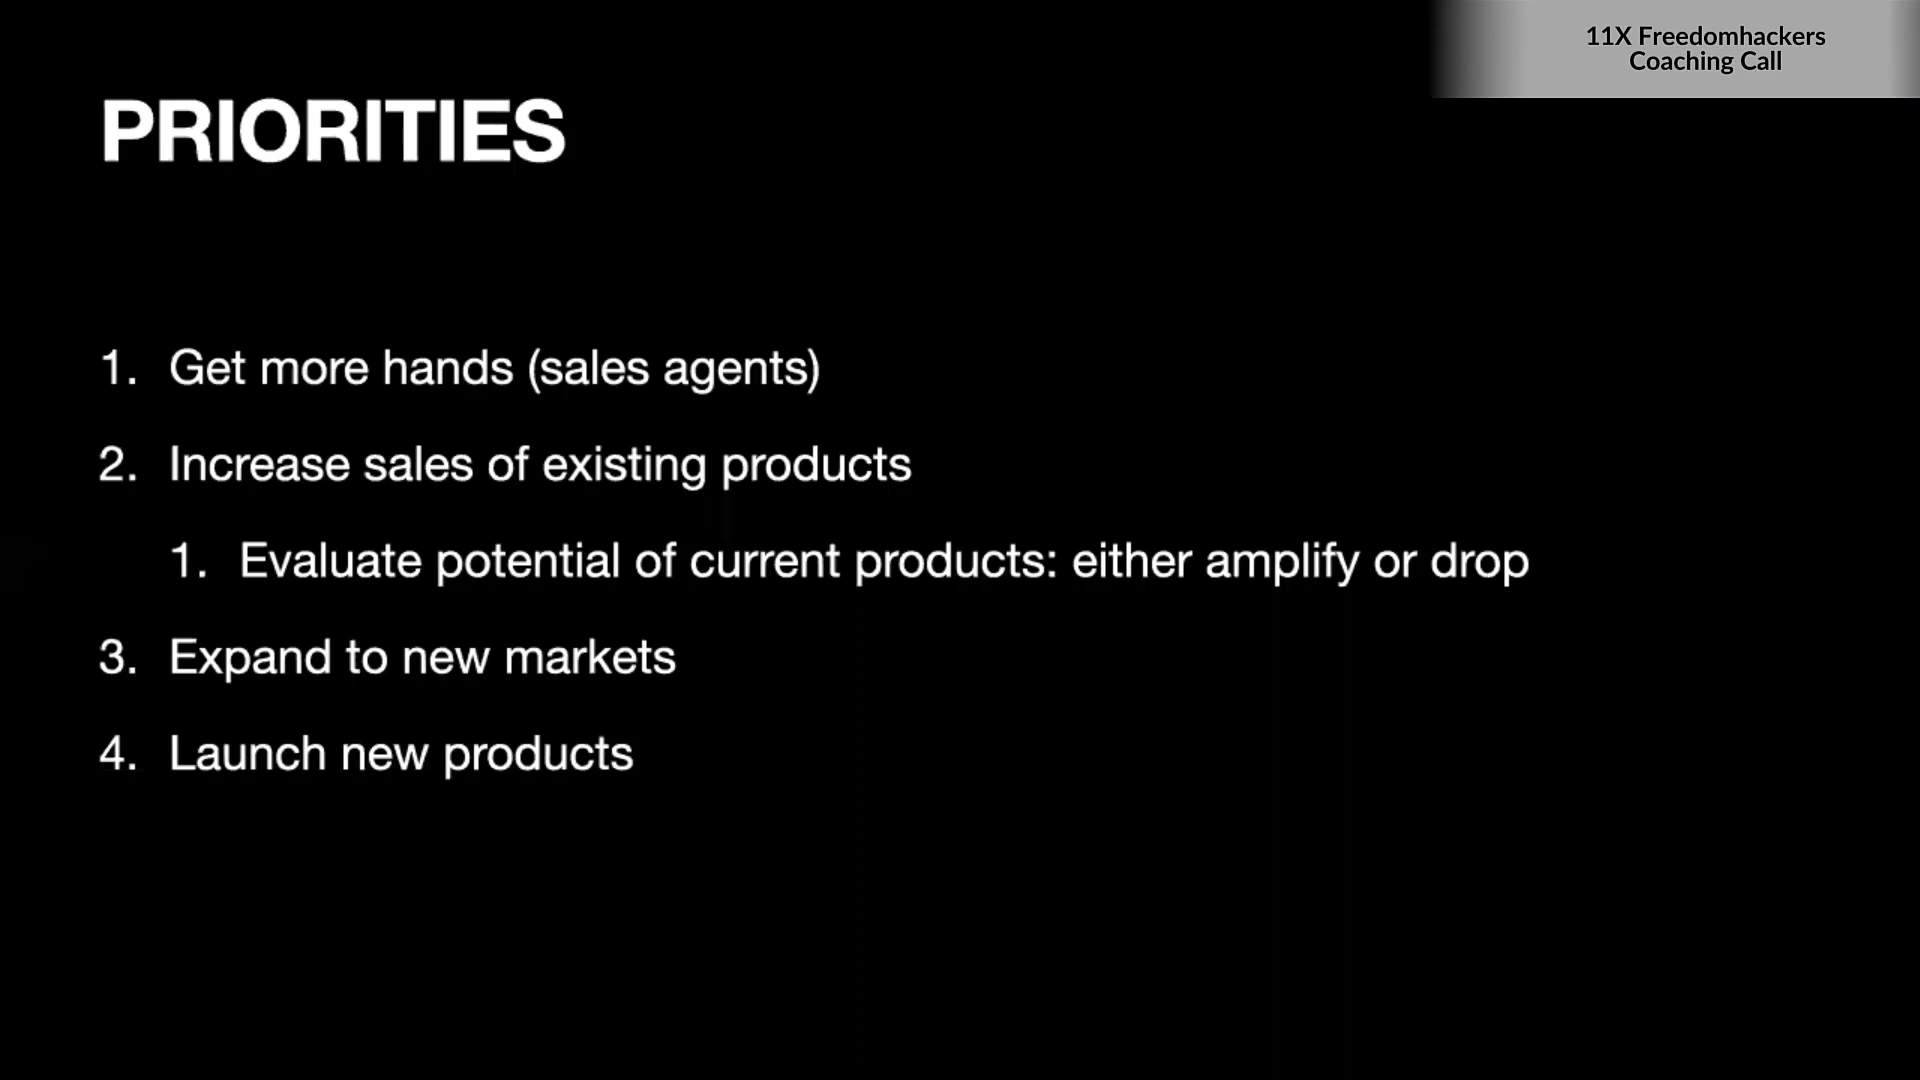 11X Freedomhackers
Coaching Call
PRIORITIES
1. Get more hands (sales agents)
2. Increase sales of existing products
1. Evaluate potential of current products: either amplify or drop
3. Expand to new markets
4. Launch new products